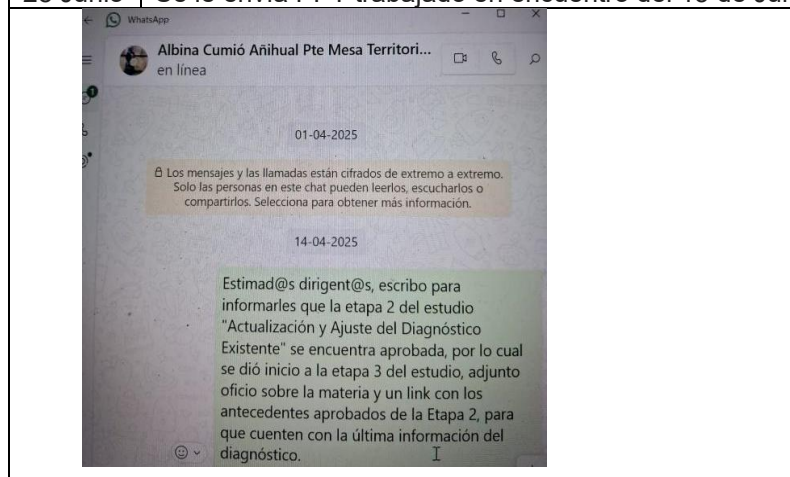 Junio Se le envía PPT trabajado en encuentro del de
WhatsApp
Albina Cumió Añihual Pte Mesa Territori...
en línea
1
01-04-2025
Los mensajes y las llamadas están cifrados de extremo a extremo.
Solo las personas en este chat pueden leerlos, escucharlos o
compartirlos. Selecciona para obtener más información.
14-04-2025
Estimad@s dirigent@s, escribo para
informarles que la etapa 2 del estudio
"Actualización y Ajuste del Diagnóstico
Existente" se encuentra aprobada, por lo cual
se dió inicio a la etapa 3 del estudio, adjunto
oficio sobre la materia y un link con los
antecedentes aprobados de la Etapa 2, para
que cuenten con la última información del
diagnóstico.